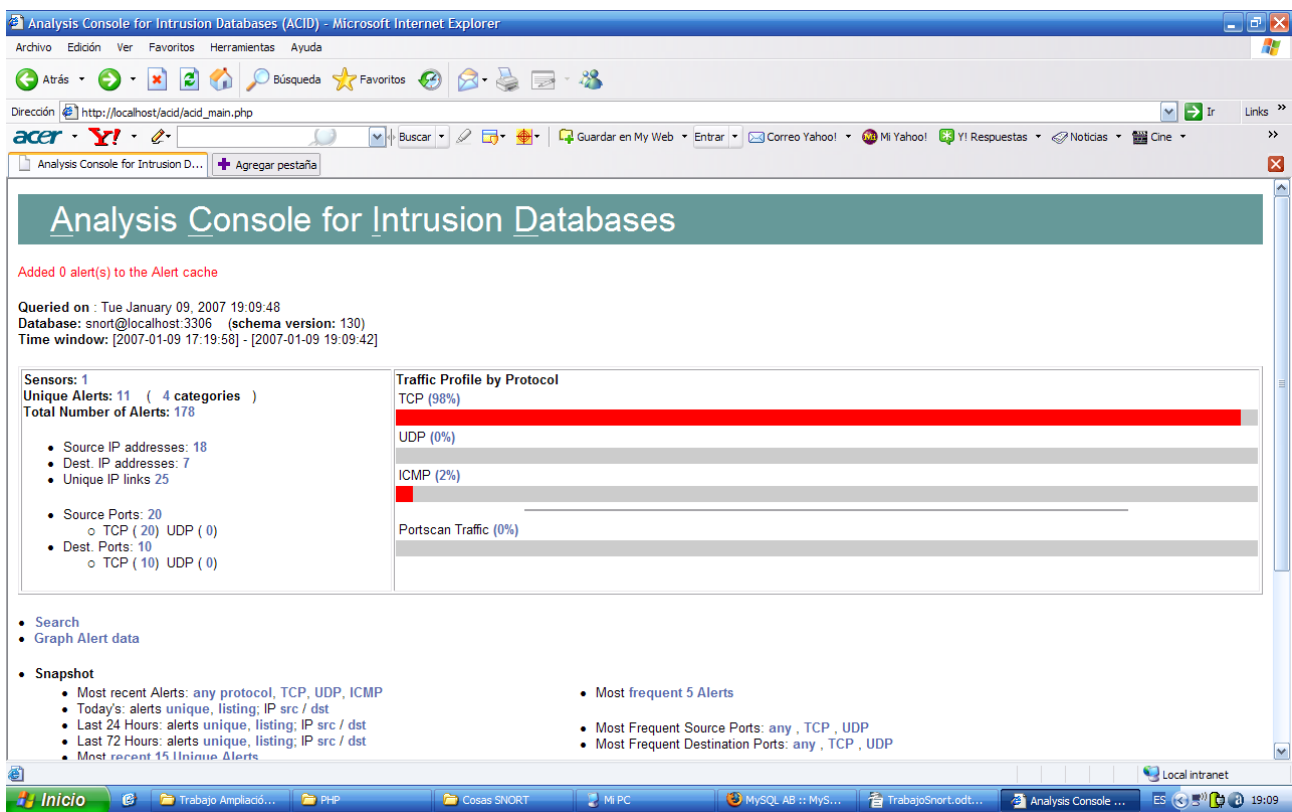 Analysis Console for Intrusion Databases (ACID) - Microsoft Internet Explorer
Archivo Edición Ver Favoritos Herramientas Ayuda
Atrás Búsqueda Favoritos
Dirección http://localhost/acid/acid_main.php Ir Links »
acer Y! Buscar Guardar en My Web Entrar Correo Yahoo! Mi Yahoo! Y! Respuestas Noticias Cine »
Analysis Console for Intrusion D... Agregar pestaña
Analysis Console for Intrusion Databases
Added 0 alert(s) to the Alert cache
Queried on : Tue January 09, 2007 19:09:48
Database: snort@localhost:3306 (schema version: 130)
Time window: [2007-01-09 17:19:58] - [2007-01-09 19:09:42]
Sensors: 1
Unique Alerts: 11 ( 4 categories )
Total Number of Alerts: 178
• Source IP addresses: 18
• Dest. IP addresses: 7
• Unique IP links 25
• Source Ports: 20
○ TCP ( 20) UDP ( 0)
• Dest. Ports: 10
○ TCP ( 10) UDP ( 0)
Traffic Profile by Protocol
TCP (98%)
UDP (0%)
ICMP (2%)
Portscan Traffic (0%)
• Search
• Graph Alert data
• Snapshot
• Most recent Alerts: any protocol, TCP, UDP, ICMP
• Today's: alerts unique, listing; IP src / dst
• Last 24 Hours: alerts unique, listing; IP src / dst
• Last 72 Hours: alerts unique, listing; IP src / dst
• Most recent 15 Unique Alerts
• Most frequent 5 Alerts
• Most Frequent Source Ports: any , TCP , UDP
• Most Frequent Destination Ports: any , TCP , UDP
Local intranet
Inicio Trabajo Ampliació... PHP Cosas SNORT Mi PC MySQL AB :: MyS... TrabajoSnort.odt... Analysis Console ... ES 19:09